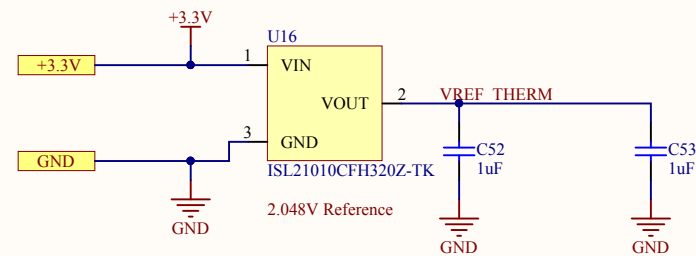 +3.3V
U16
+3.3V
1
VIN
VOUT
2
VREF_THERM
3
GND
GND
C52
1uF
C53
1uF
ISL21010CFH320Z-TK
2.048V Reference
GND
GND
GND